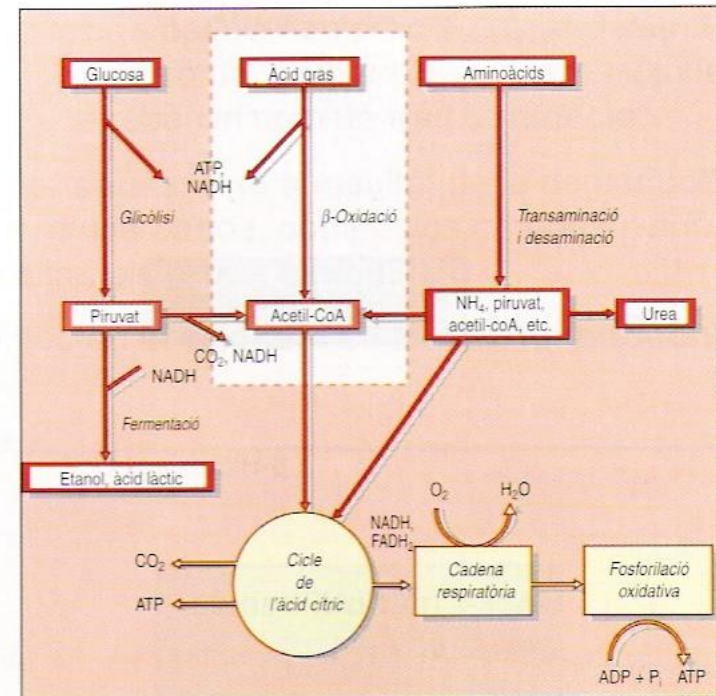 Glucosa
Àcid gras
Aminoàcids
ATP,
NADH
Glicòlisi
β-Oxidació
Transaminació
i desaminació
Piruvat
Acetil-CoA
NH₄, piruvat,
acetil-coA, etc.
Urea
CO₂, NADH
NADH
Fermentació
Etanol, àcid làctic
O₂
H₂O
NADH,
FADH₂
CO₂
ATP
Cicle
de
l'àcid cítric
Cadena
respiratòria
Fosforilació
oxidativa
ADP + Pᵢ
ATP